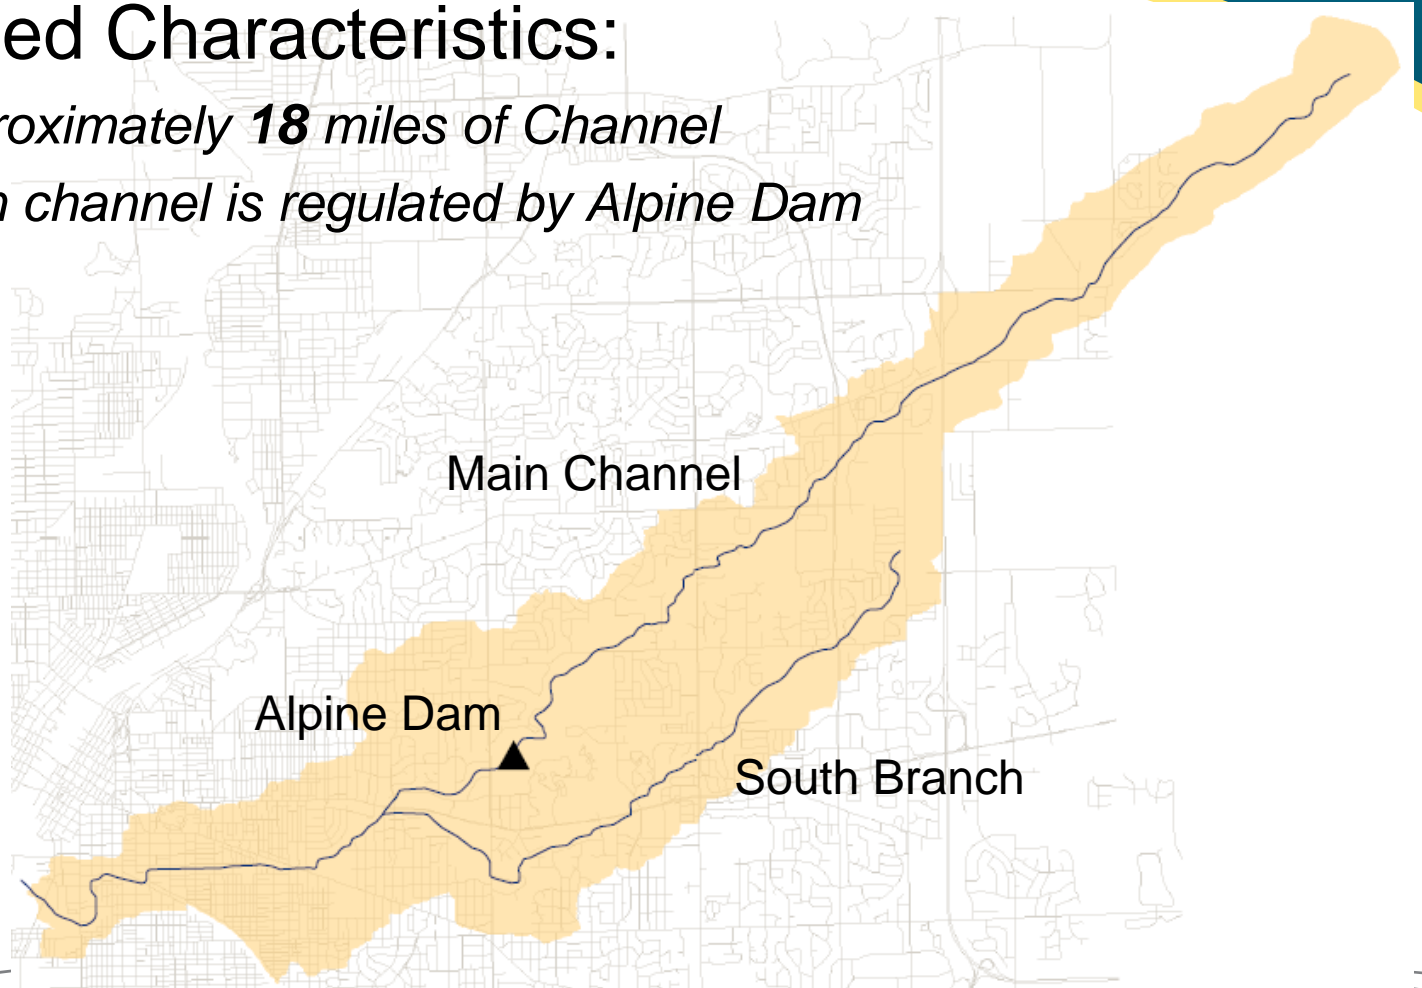 ed Characteristics:
roximately 18 miles of Channel
n channel is regulated by Alpine Dam
Main Channel
Alpine Dam
South Branch